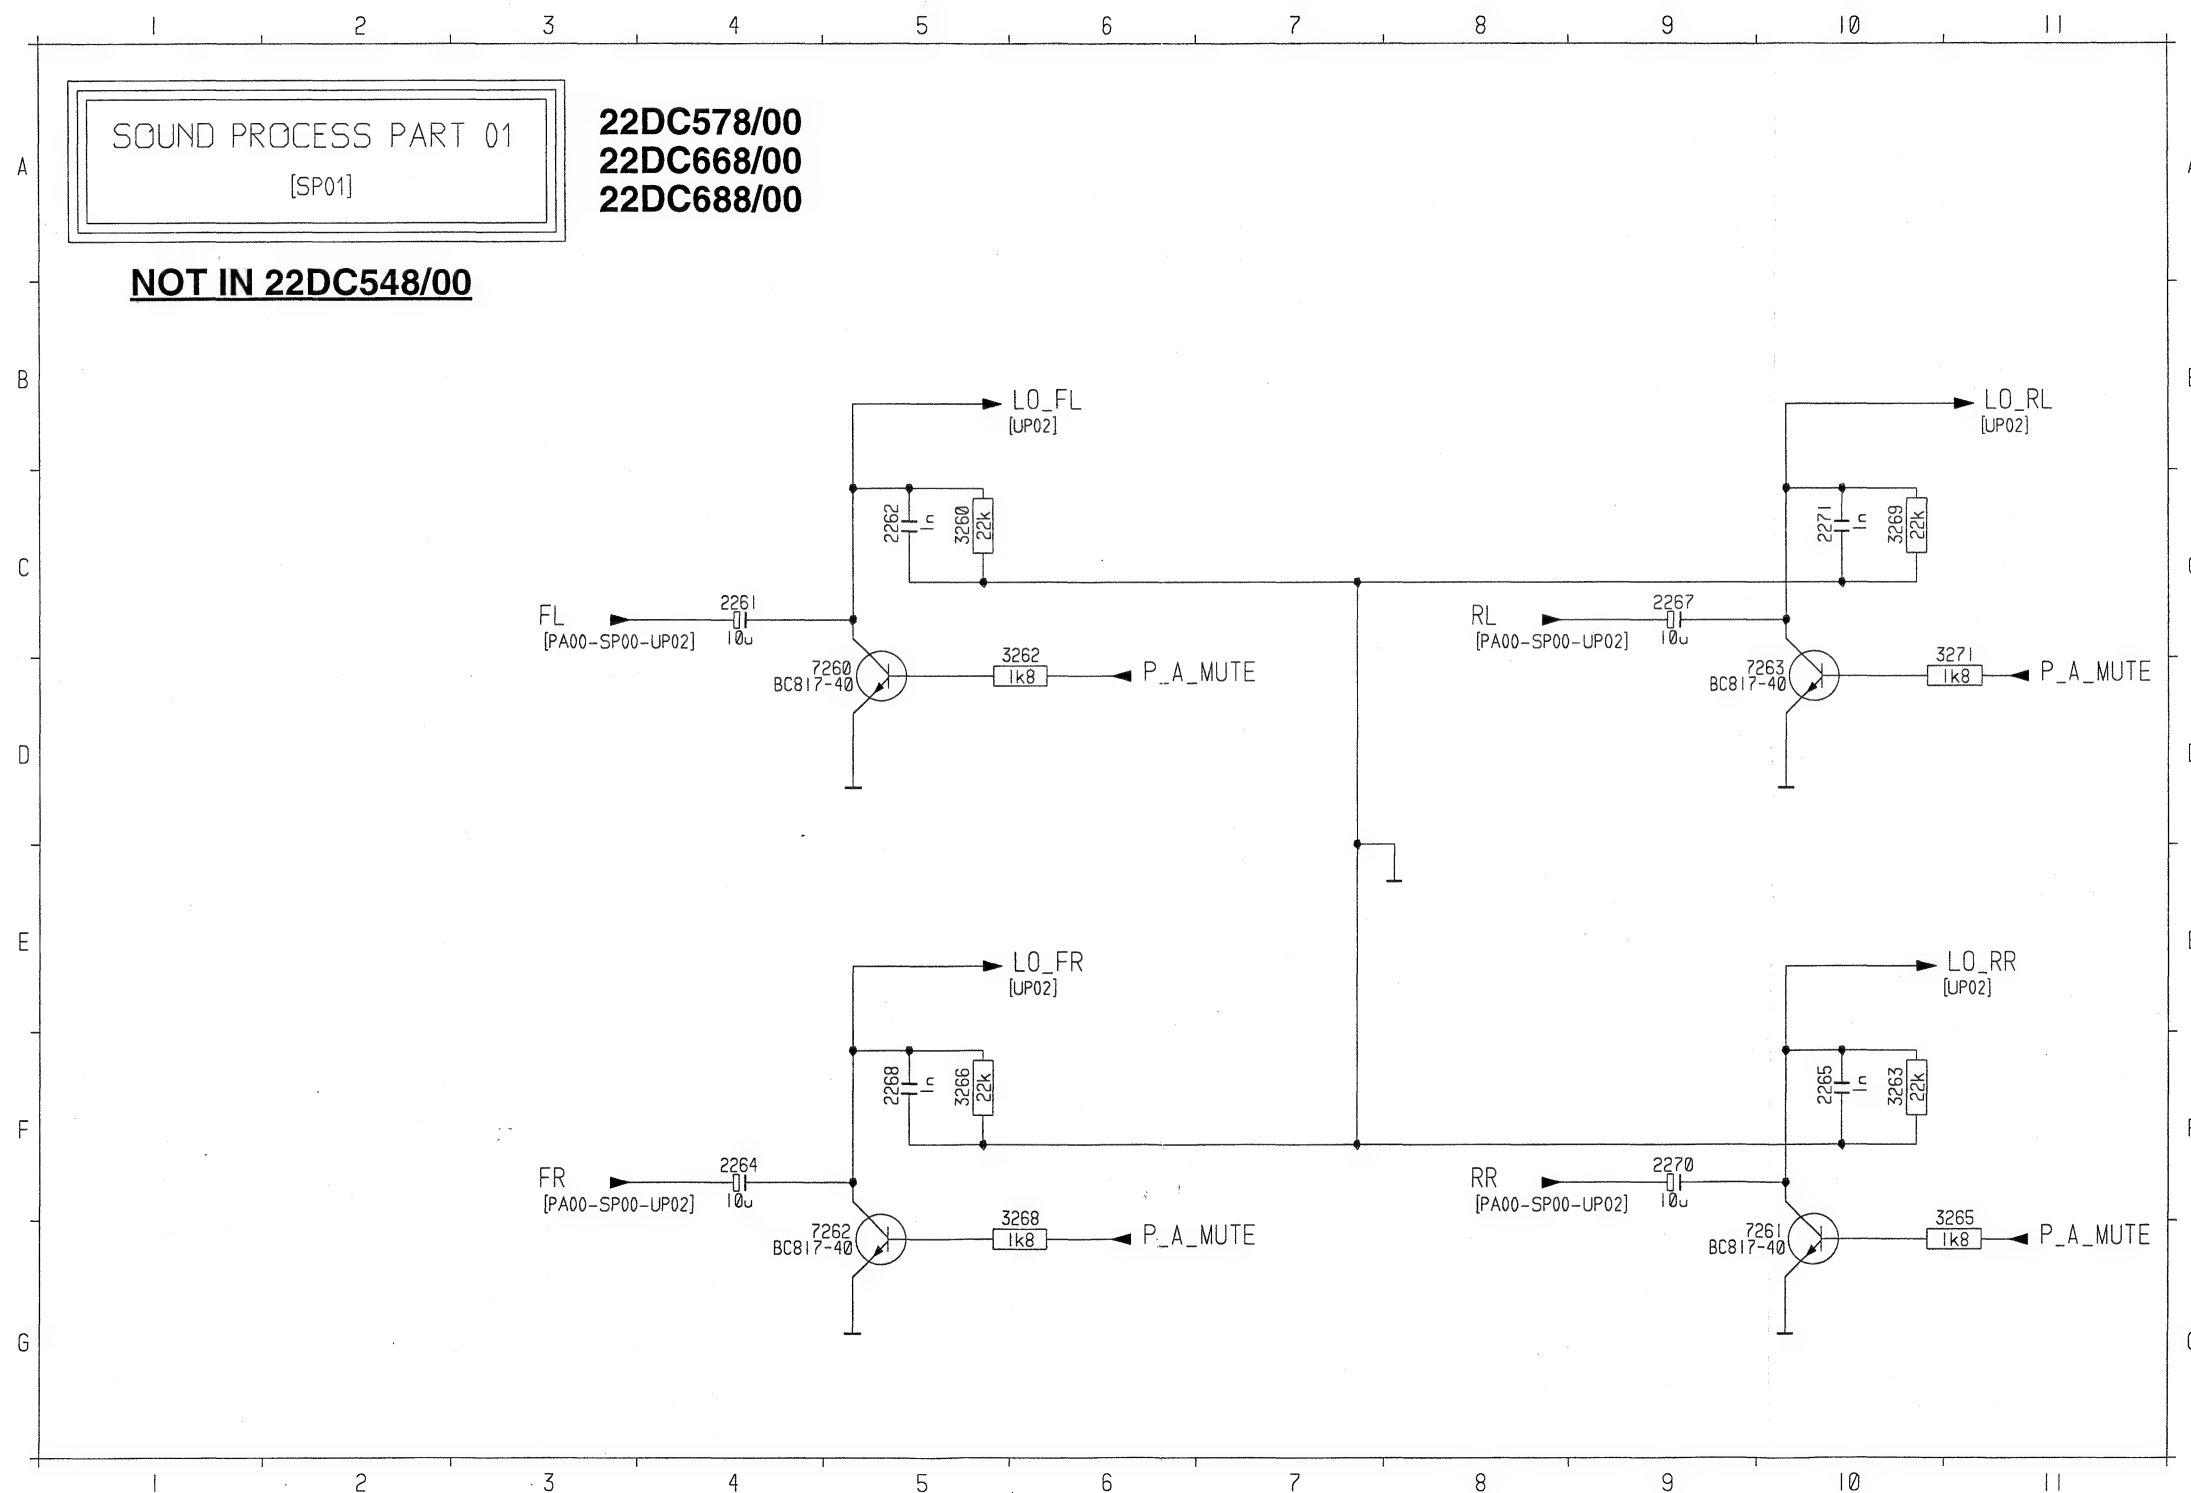 1 2 3 4 5 6 7 8 9 10 11
SOUND PROCESS PART 01
[SP01]
22DC578/00
22DC668/00
22DC688/00
NOT IN 22DC548/00
A
B
C
D
E
F
G
LO_FL
[UP02]
2262
1n
3260
22k
FL
[PA00-SP00-UP02]
2261
10u
7260
BC817-40
3262
1k8
P_A_MUTE
LO_RL
[UP02]
2271
1n
3269
22k
RL
[PA00-SP00-UP02]
2267
10u
7263
BC817-40
3271
1k8
P_A_MUTE
LO_FR
[UP02]
2268
1n
3266
22k
FR
[PA00-SP00-UP02]
2264
10u
7262
BC817-40
3268
1k8
P_A_MUTE
LO_RR
[UP02]
2265
1n
3263
22k
RR
[PA00-SP00-UP02]
2270
10u
7261
BC817-40
3265
1k8
P_A_MUTE
1 2 3 4 5 6 7 8 9 10 11